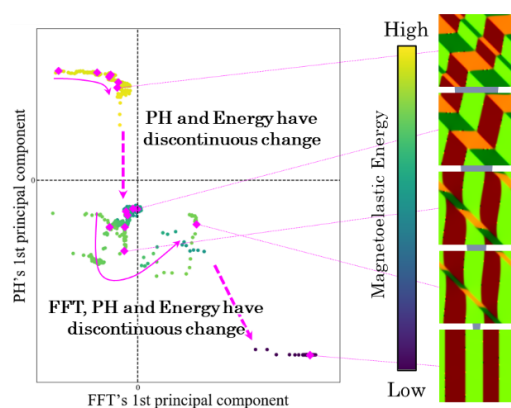 High
PH's 1st principal component
PH and Energy have
discontinuous change
0
Magnetoelastic Energy
FFT, PH and Energy have
discontinuous change
0
Low
FFT's 1st principal component